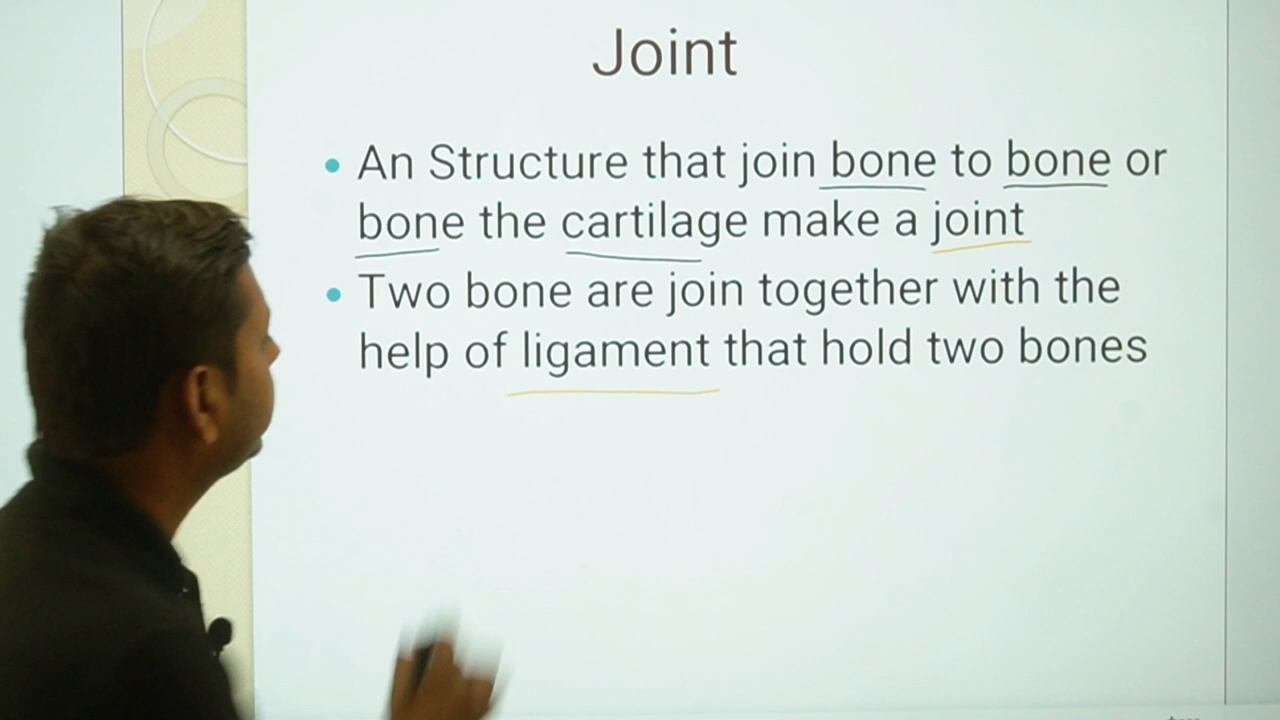 Joint
• An Structure that join bone to bone or
bone the cartilage make a joint
• Two bone are join together with the
help of ligament that hold two bones